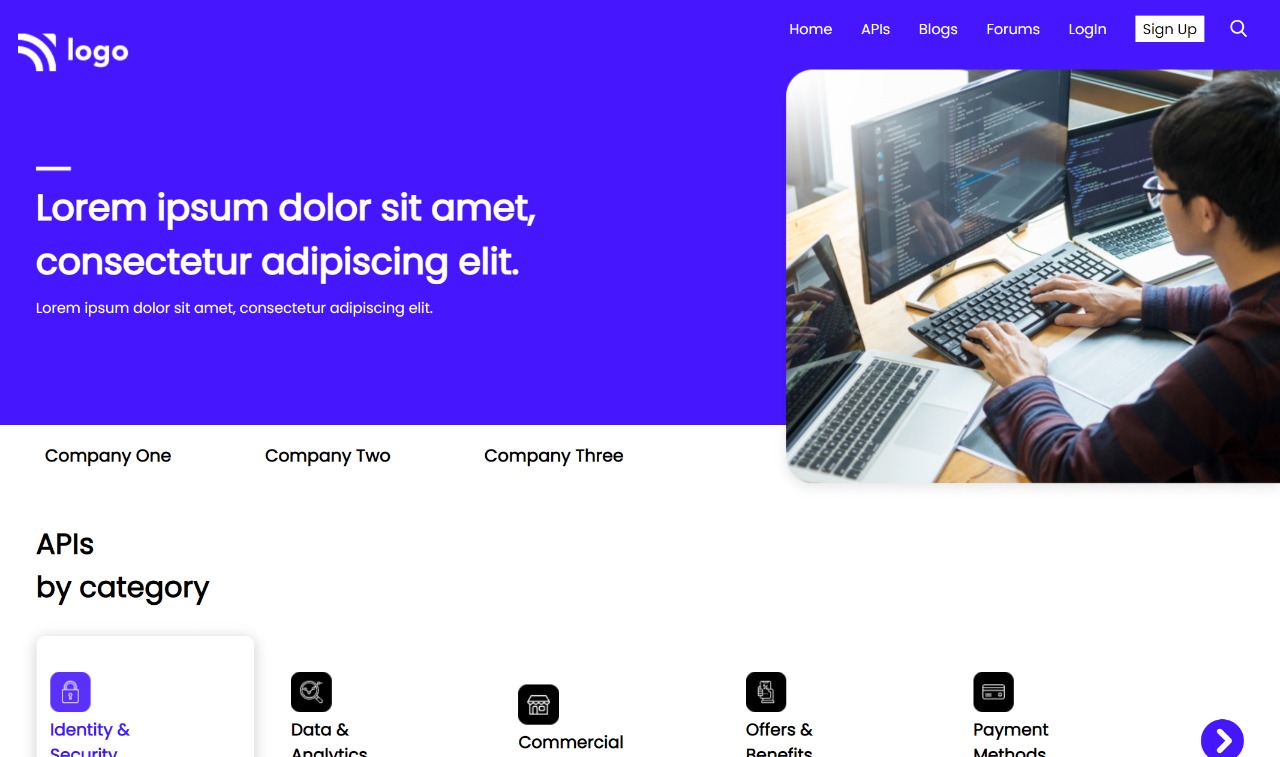 logo
Home APIs Blogs Forums LogIn Sign Up
Lorem ipsum dolor sit amet,
consectetur adipiscing elit.
Lorem ipsum dolor sit amet, consectetur adipiscing elit.
Company One Company Two Company Three
APIs
by category
Identity &
Security
Data &
Analytics
Commercial
Offers &
Benefits
Payment
Methods